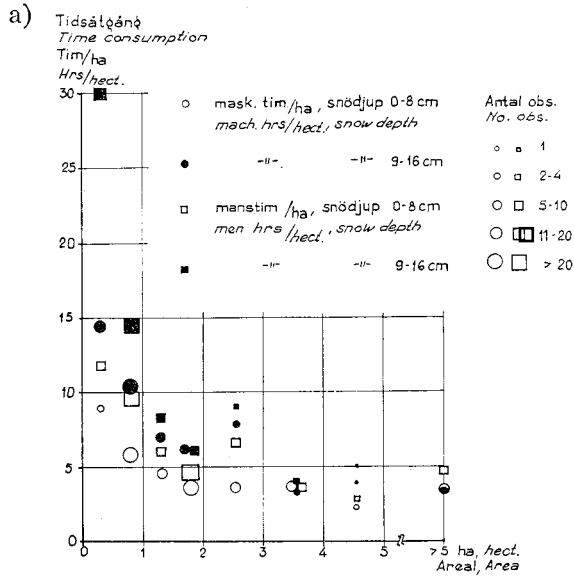 a)
Tidsåtgång
Time consumption
Tim/ha
Hrs/hect.
30
25
20
15
10
5
0
0 1 2 3 4 5 >5 ha, hect.
Areal, Area
○ mask. tim/ha, snödjup 0-8 cm
mach. hrs/hect., snow depth
● -"- -"- 9-16 cm
□ manstim /ha, snödjup 0-8 cm
men hrs/hect., snow depth
■ -"- -"- 9-16 cm
Antal obs.
No. obs.
1
2-4
5-10
11-20
> 20